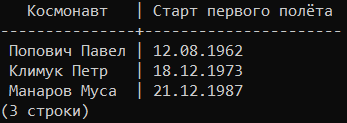 Космонавт | Старт первого полёта
---------------+----------------------
Попович Павел | 12.08.1962
Климук Петр | 18.12.1973
Манаров Муса | 21.12.1987
(3 строки)